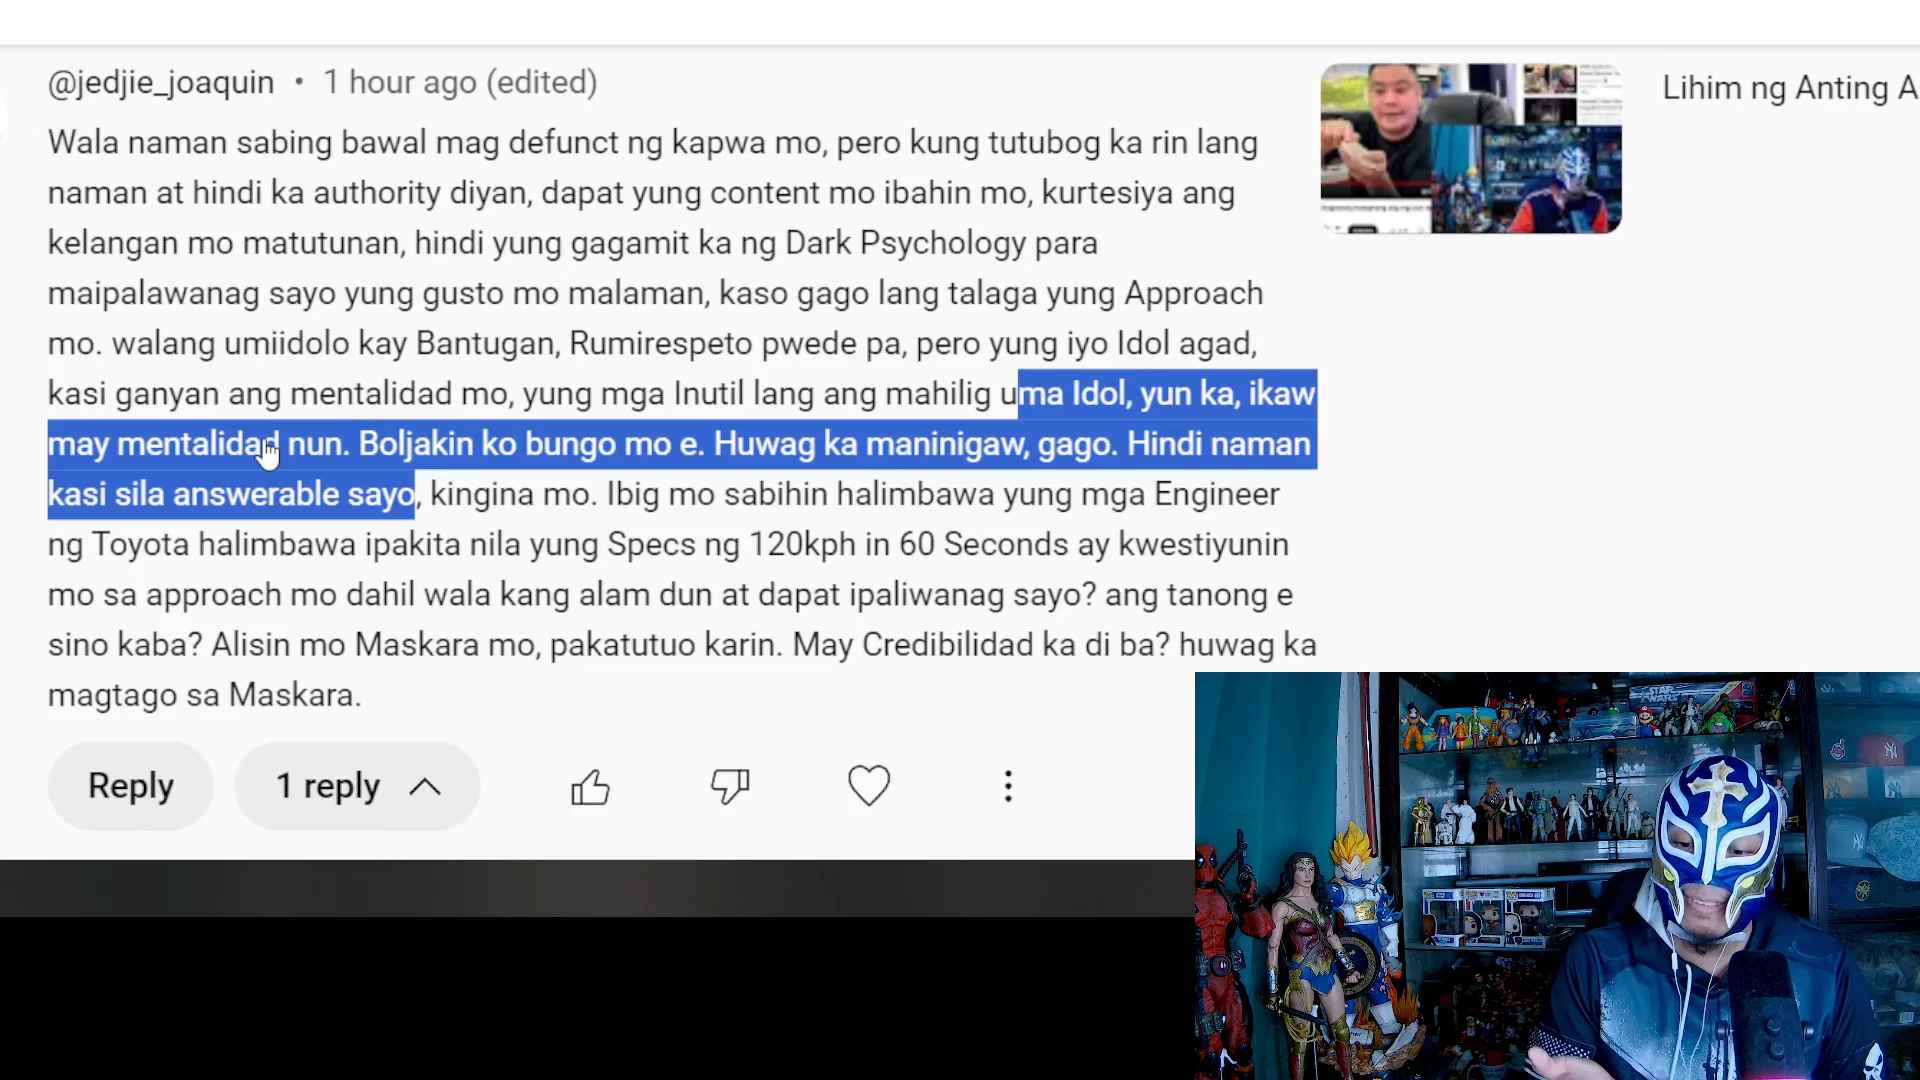 @jedjie_joaquin • 1 hour ago (edited)
Wala naman sabing bawal mag defunct ng kapwa mo, pero kung tutubog ka rin lang
naman at hindi ka authority diyan, dapat yung content mo ibahin mo, kurtesiya ang
kelangan mo matutunan, hindi yung gagamit ka ng Dark Psychology para
maipalawanag sayo yung gusto mo malaman, kaso gago lang talaga yung Approach
mo. walang umiidolo kay Bantugan, Rumirespeto pwede pa, pero yung iyo Idol agad,
kasi ganyan ang mentalidad mo, yung mga Inutil lang ang mahilig uma Idol, yun ka, ikaw
may mentalidad nun. Boljakin ko bungo mo e. Huwag ka maninigaw, gago. Hindi naman
kasi sila answerable sayo, kingina mo. Ibig mo sabihin halimbawa yung mga Engineer
ng Toyota halimbawa ipakita nila yung Specs ng 120kph in 60 Seconds ay kwestiyunin
mo sa approach mo dahil wala kang alam dun at dapat ipaliwanag sayo? ang tanong e
sino kaba? Alisin mo Maskara mo, pakatutuo karin. May Credibilidad ka di ba? huwag ka
magtago sa Maskara.
Reply
1 reply
Lihim ng Anting A
STAR WARS